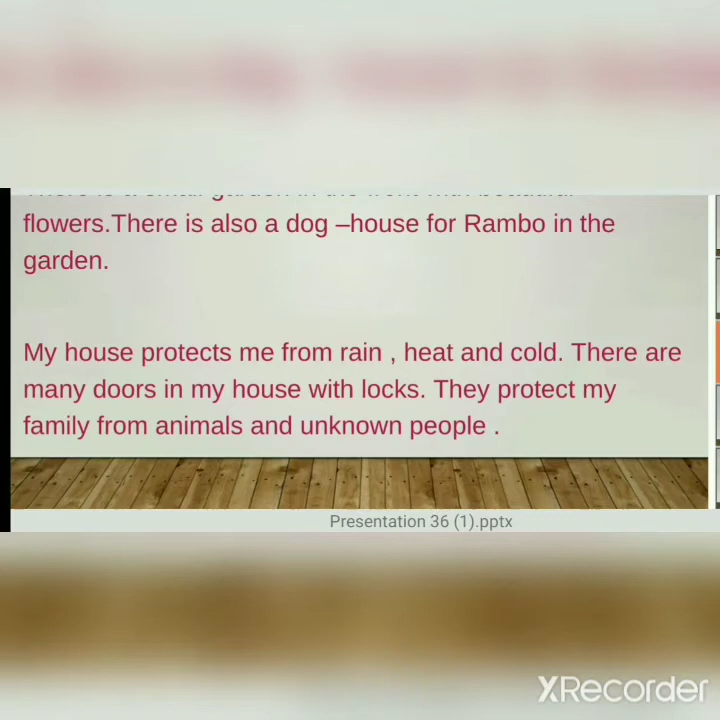 flowers.There is also a dog –house for Rambo in the
garden.
My house protects me from rain , heat and cold. There are
many doors in my house with locks. They protect my
family from animals and unknown people .
Presentation 36 (1).pptx
XRecorder